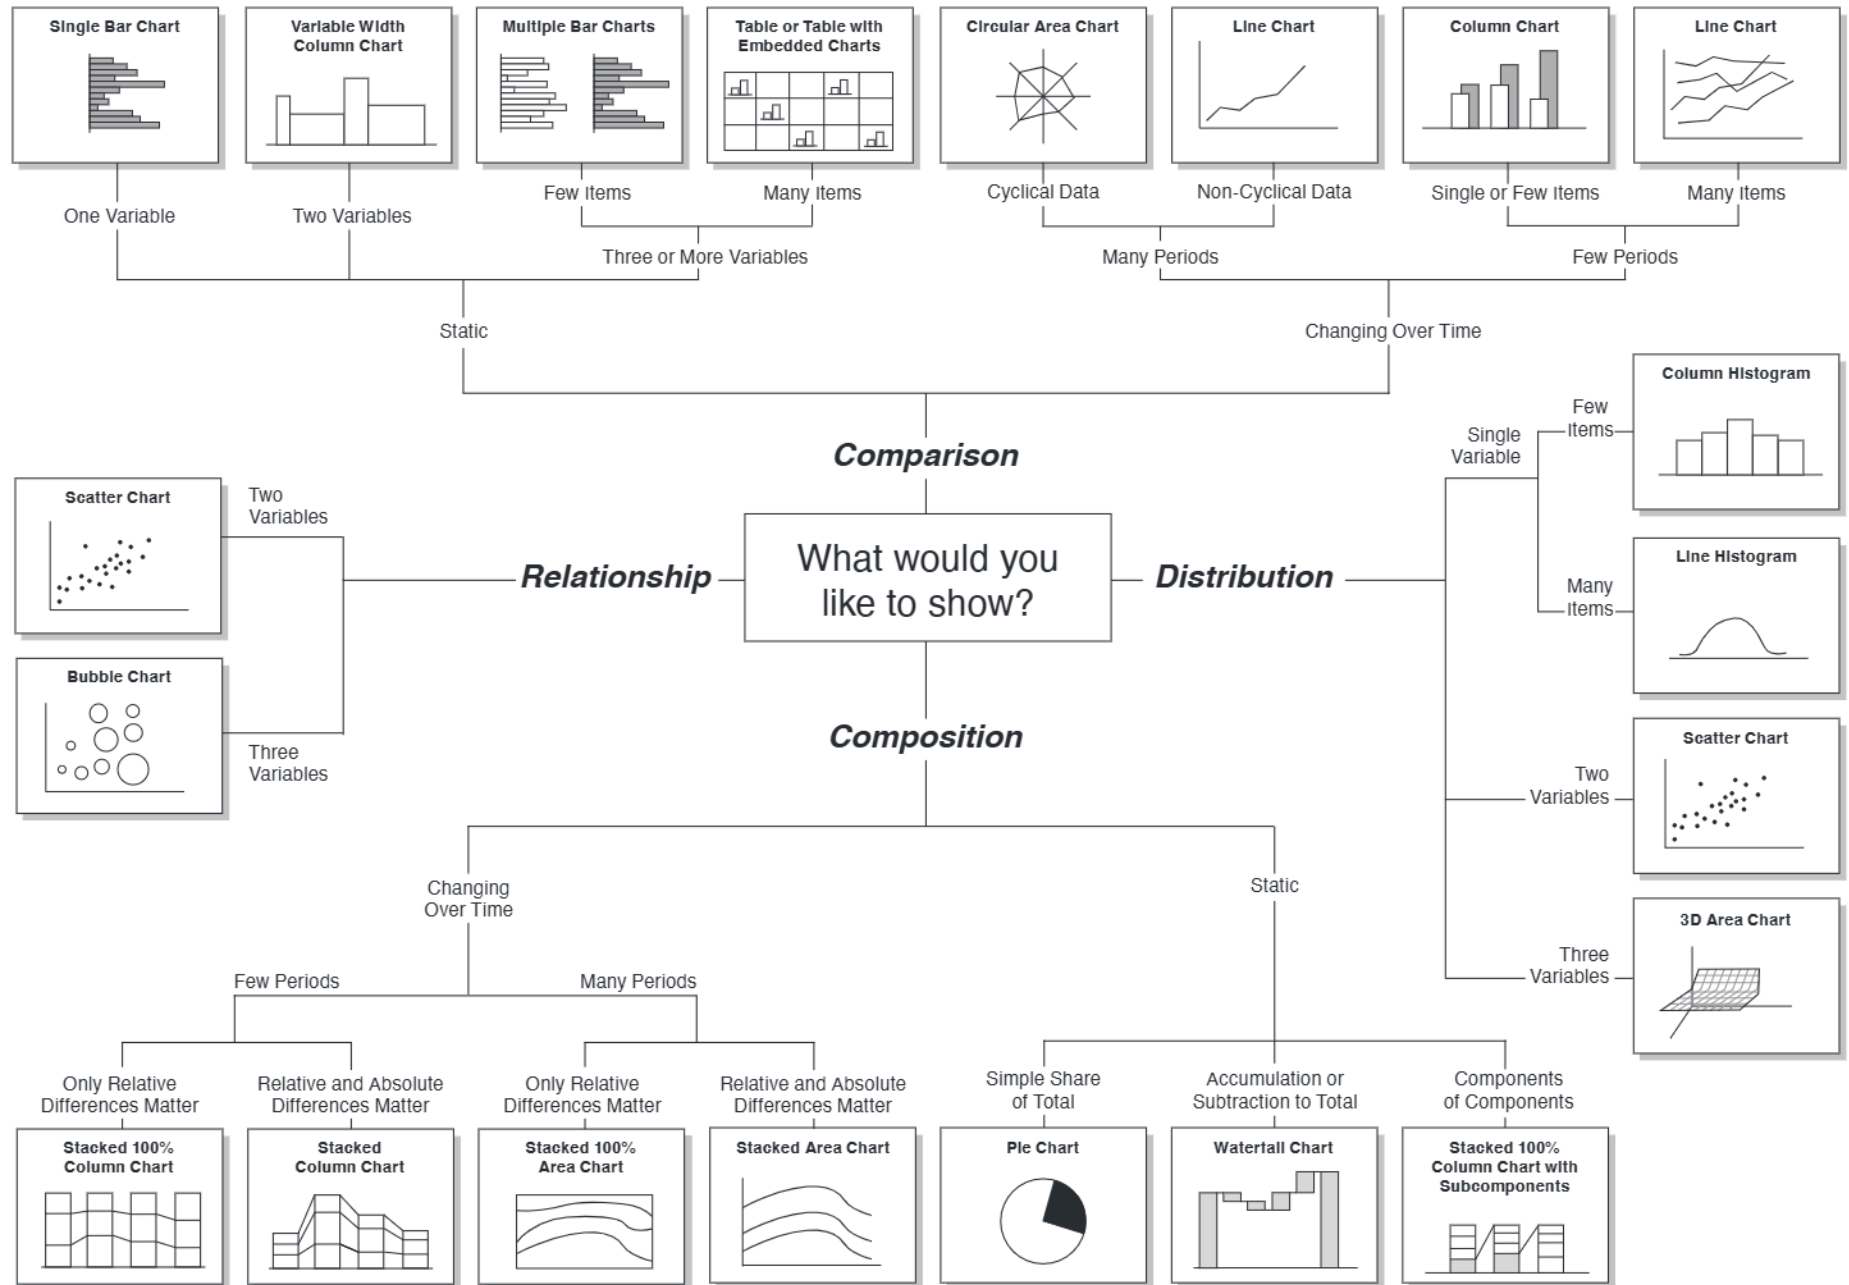 Single Bar Chart
Variable Width
Column Chart
Multiple Bar Charts
Table or Table with
Embedded Charts
Circular Area Chart
Line Chart
Column Chart
Line Chart
One Variable
Two Variables
Few Items
Many Items
Cyclical Data
Non-Cyclical Data
Single or Few Items
Many Items
Three or More Variables
Many Periods
Few Periods
Static
Changing Over Time
Comparison
What would you
like to show?
Relationship
Two
Variables
Scatter Chart
Three
Variables
Bubble Chart
Distribution
Single
Variable
Few
Items
Column Histogram
Many
Items
Line Histogram
Two
Variables
Scatter Chart
Three
Variables
3D Area Chart
Composition
Changing
Over Time
Static
Few Periods
Many Periods
Only Relative
Differences Matter
Relative and Absolute
Differences Matter
Only Relative
Differences Matter
Relative and Absolute
Differences Matter
Simple Share
of Total
Accumulation or
Subtraction to Total
Components
of Components
Stacked 100%
Column Chart
Stacked
Column Chart
Stacked 100%
Area Chart
Stacked Area Chart
Pie Chart
Waterfall Chart
Stacked 100%
Column Chart with
Subcomponents